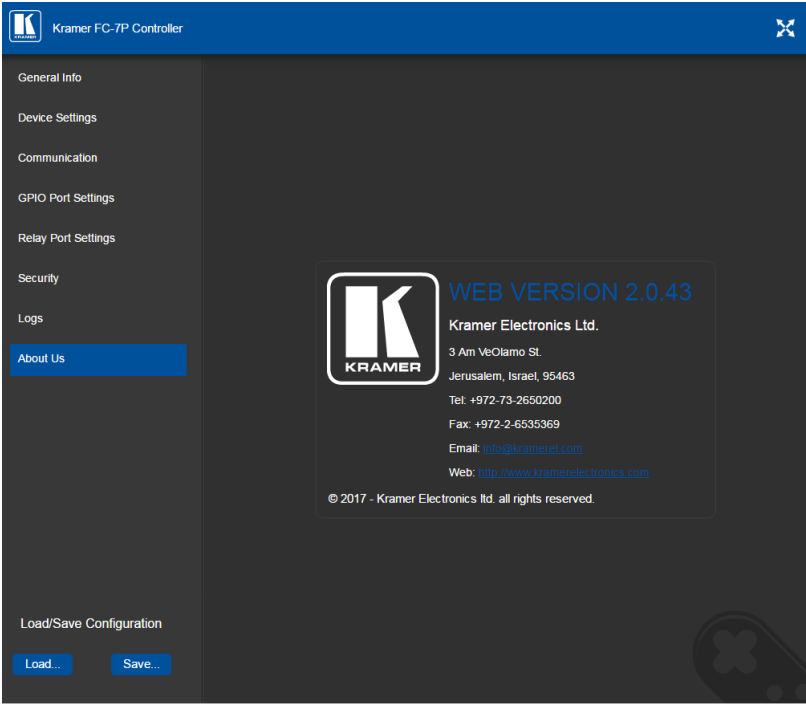 KRAMER
Kramer FC-7P Controller
General Info
Device Settings
Communication
GPIO Port Settings
Relay Port Settings
Security
Logs
About Us
KRAMER
WEB VERSION 2.0.43
Kramer Electronics Ltd.
3 Am VeOlamo St.
Jerusalem, Israel, 95463
Tel: +972-73-2650200
Fax: +972-2-6535369
Email: info@kramerel.com
Web: http://www.kramerelectronics.com
© 2017 - Kramer Electronics ltd. all rights reserved.
Load/Save Configuration
Load... Save...